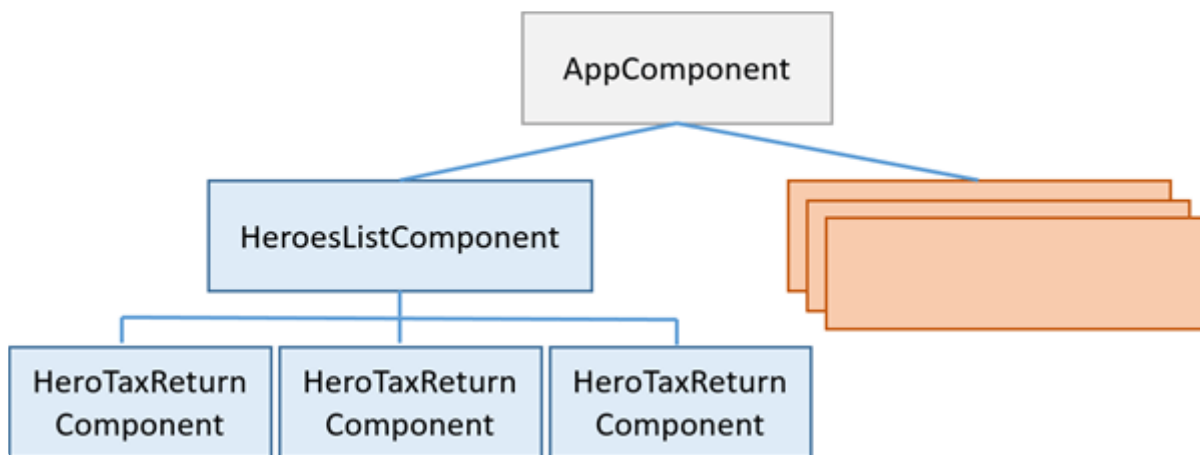 AppComponent
HeroesListComponent
HeroTaxReturn
Component
HeroTaxReturn
Component
HeroTaxReturn
Component